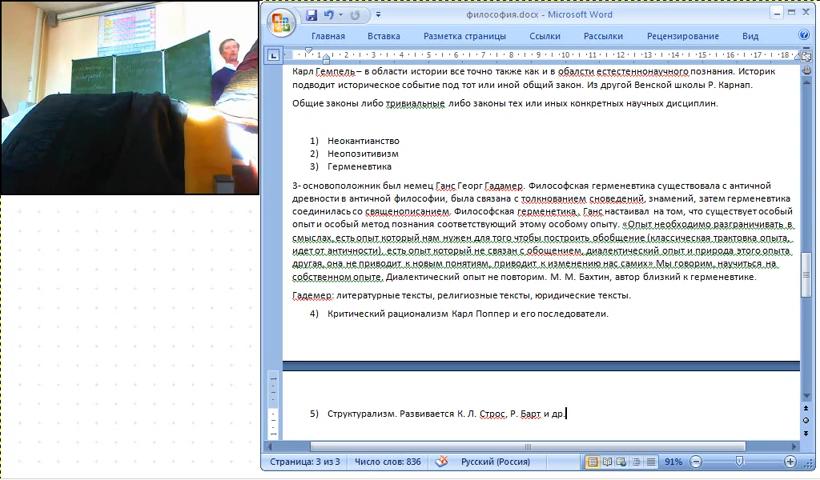 философия.docx - Microsoft Word
Главная Вставка Разметка страницы Ссылки Рассылки Рецензирование Вид
Карл Гемпель – в области истории все точно также как и в обалсти естестеннонаучного познания. Историк
подводит историческое событие под тот или иной общий закон. Из другой Венской школы Р. Карнап.
Общие законы либо тривиальные либо законы тех или иных конкретных научных дисциплин.
1) Неокантианство
2) Неопозитивизм
3) Герменевтика
3- основоположник был немец Ганс Георг Гадамер. Философская герменевтика существовала с античной
древности в античной философии, была связана с толкнованием сноведений, знамений, затем герменевтика
соединилась со священописанием. Философская герменетика , Ганс настаивал на том, что существует особый
опыт и особый метод познания соответствующий этому особому опыту. «Опыт необходимо разграничивать в
смыслах, есть опыт который нам нужен для того чтобы построить обобщение (классическая трактовка опыта,
идет от античности), есть опыт который не связан с обощением, диалектический опыт и природа этого опыта
другая, она не приводит к новым понятиям, приводит к изменению нас самих» Мы говорим, научиться на
собственном опыте. Диалектический опыт не повторим. М. М. Бахтин, автор близкий к герменевтике.
Гадемер: литературные тексты, религиозные тексты, юридические тексты.
4) Критический рационализм Карл Поппер и его последователи.
5) Структурализм. Развивается К. Л. Строс, Р. Барт и др.
Страница: 3 из 3 Число слов: 836 Русский (Россия) 91%